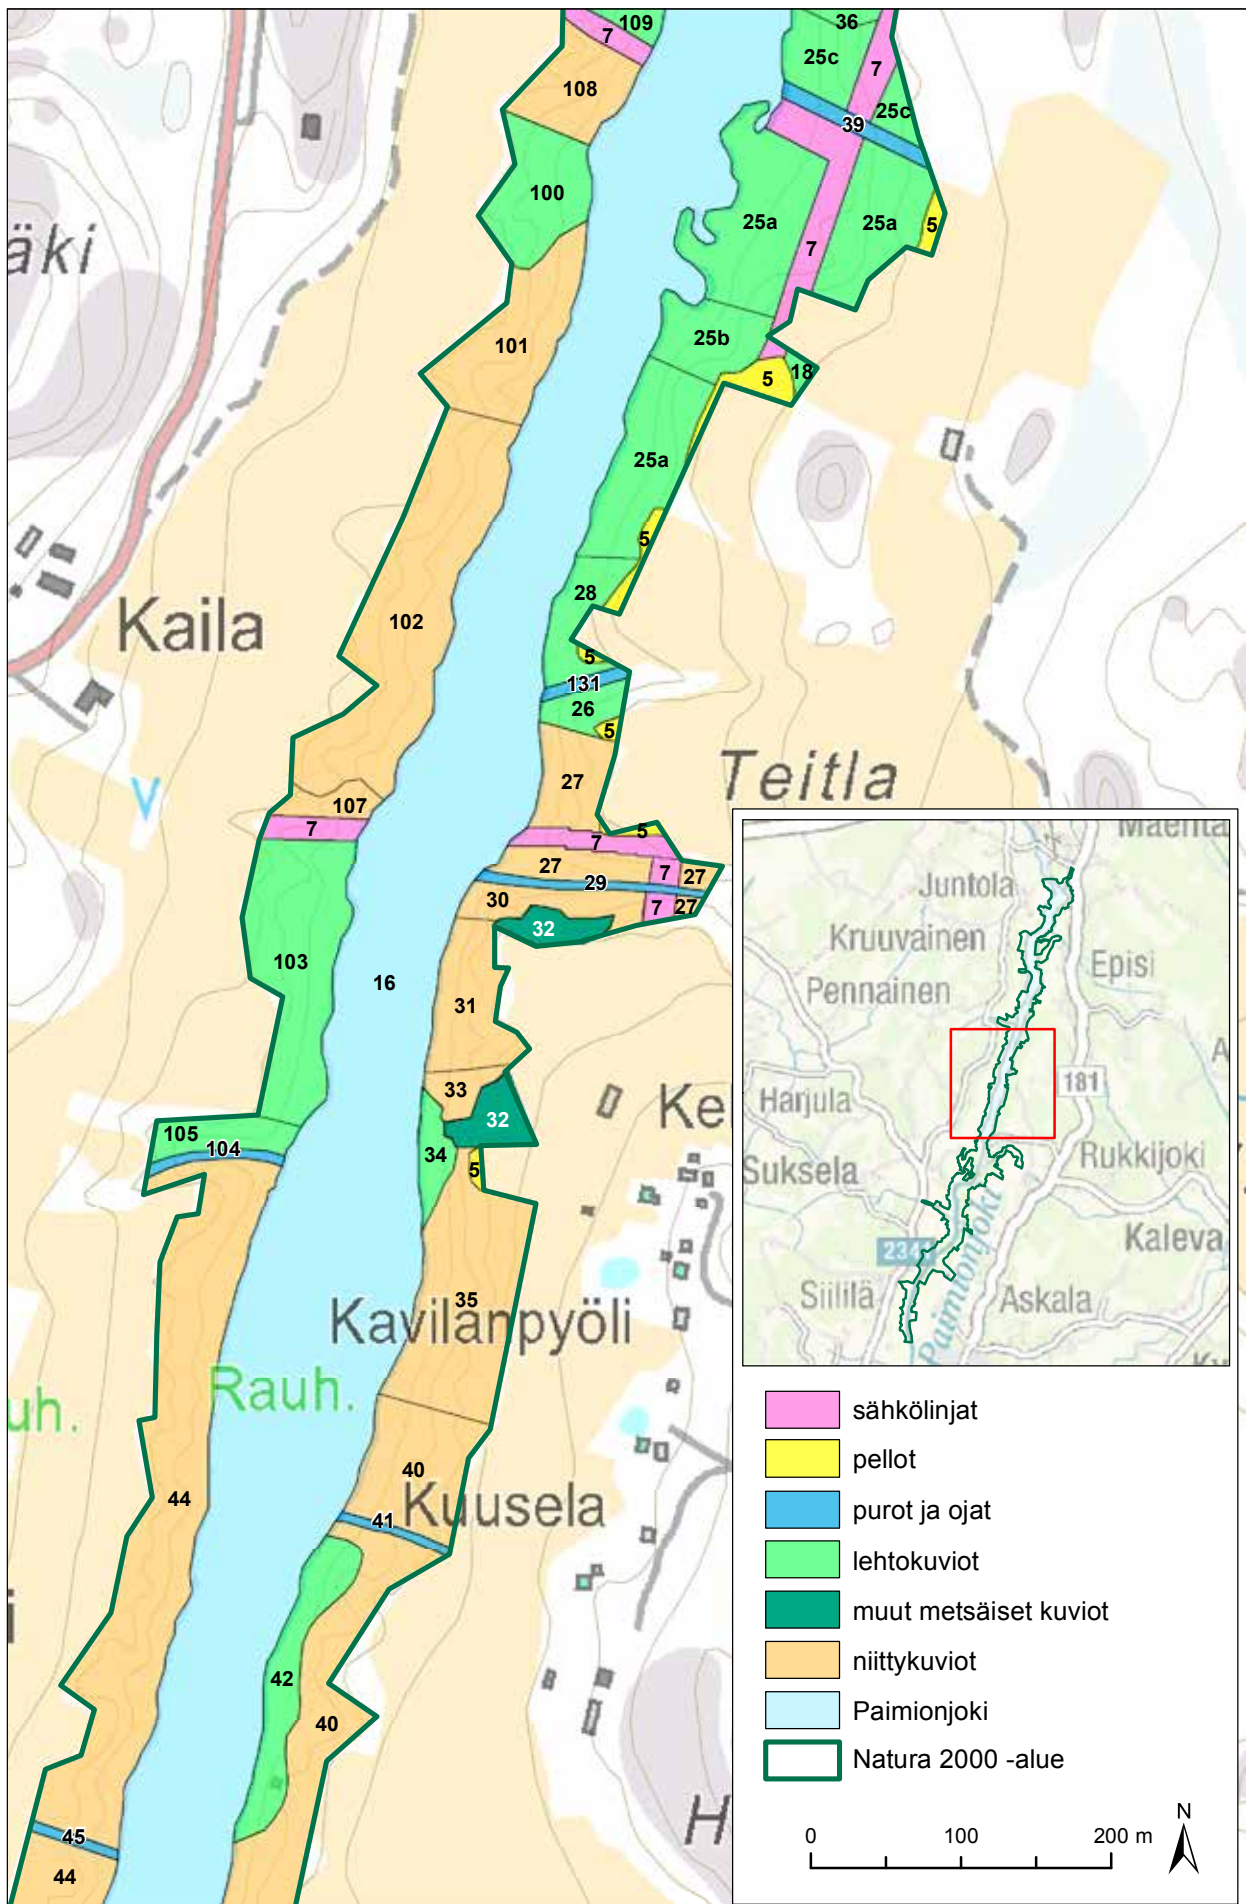 109
36
7
25c
7
108
25c
39
100
25a
25a
5
7
äki
101
25b
5
18
25a
5
28
Kaila
102
5
131
26
5
27
Teitla
107
7
5
7
27
7
27
29
30
7
27
32
103
16
31
33
32
Ke
105
104
34
5
35
Kavilanpyöli
Rauh.
uh.
44
40
Kuusela
41
42
40
H
45
44
Juntola
Kruuvainen
Episi
Pennainen
181
Harjula
Rukkijoki
Suksela
Kaleva
2344
Siililä
Askala
Paimionjoki
sähkölinjat
pellot
purot ja ojat
lehtokuviot
muut metsäiset kuviot
niittykuviot
Paimionjoki
Natura 2000 -alue
0 100 200 m
N